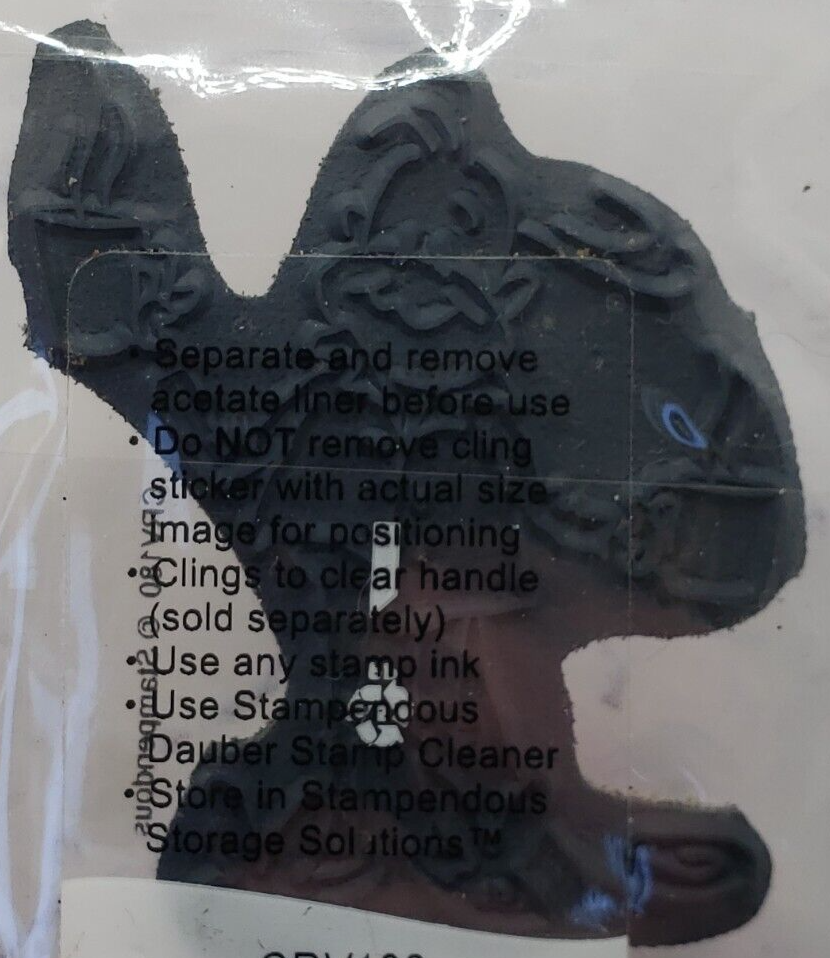 • Separate and remove
acetate liner before use
• Do NOT remove cling
sticker with actual size
image for positioning
• Clings to clear handle
(sold separately)
• Use any stamp ink
• Use Stampendous
Dauber Stamp Cleaner
• Store in Stampendous
Storage Solutions™
© Stampendous